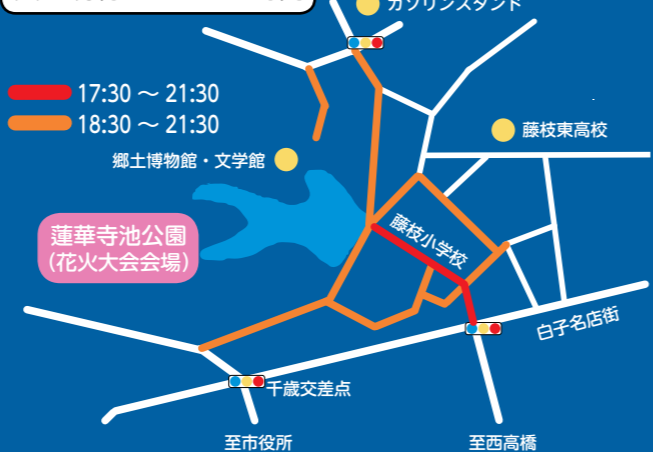 ガソリンスタンド
17:30 ～ 21:30
18:30 ～ 21:30
藤枝東高校
郷土博物館・文学館
蓮華寺池公園
(花火大会会場)
藤枝小学校
白子名店街
千歳交差点
至市役所
至西高橋